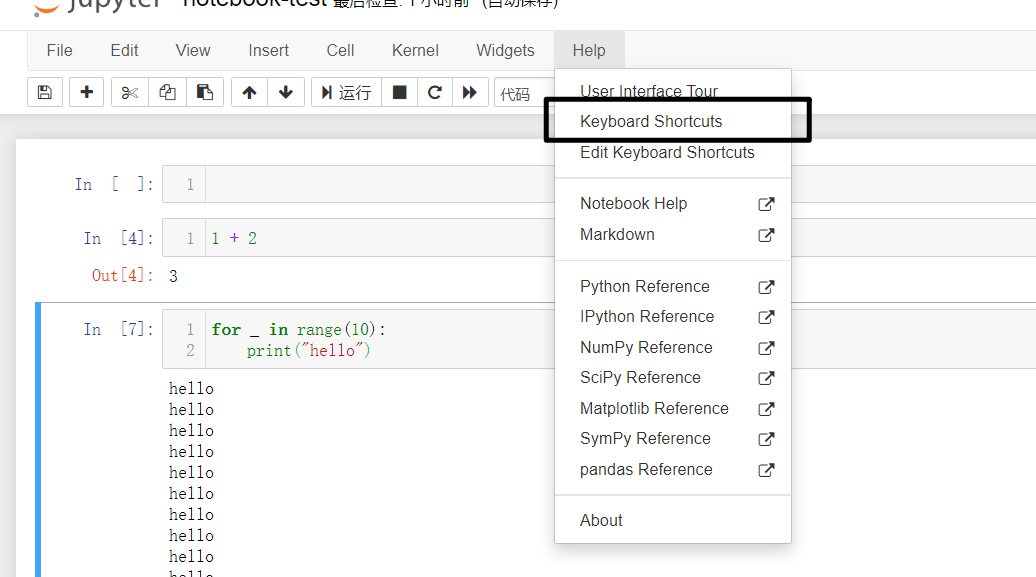 jupyter notebook-test 最后检查: 1 小时前 (自动保存)
File Edit View Insert Cell Kernel Widgets Help
运行 代码
User Interface Tour
Keyboard Shortcuts
Edit Keyboard Shortcuts
In [ ]: 1
Notebook Help
Markdown
In [4]: 1 1 + 2
Out[4]: 3
Python Reference
IPython Reference
NumPy Reference
SciPy Reference
Matplotlib Reference
SymPy Reference
pandas Reference
About
In [7]: 1 for _ in range(10):
2 print("hello")
hello
hello
hello
hello
hello
hello
hello
hello
hello
hello